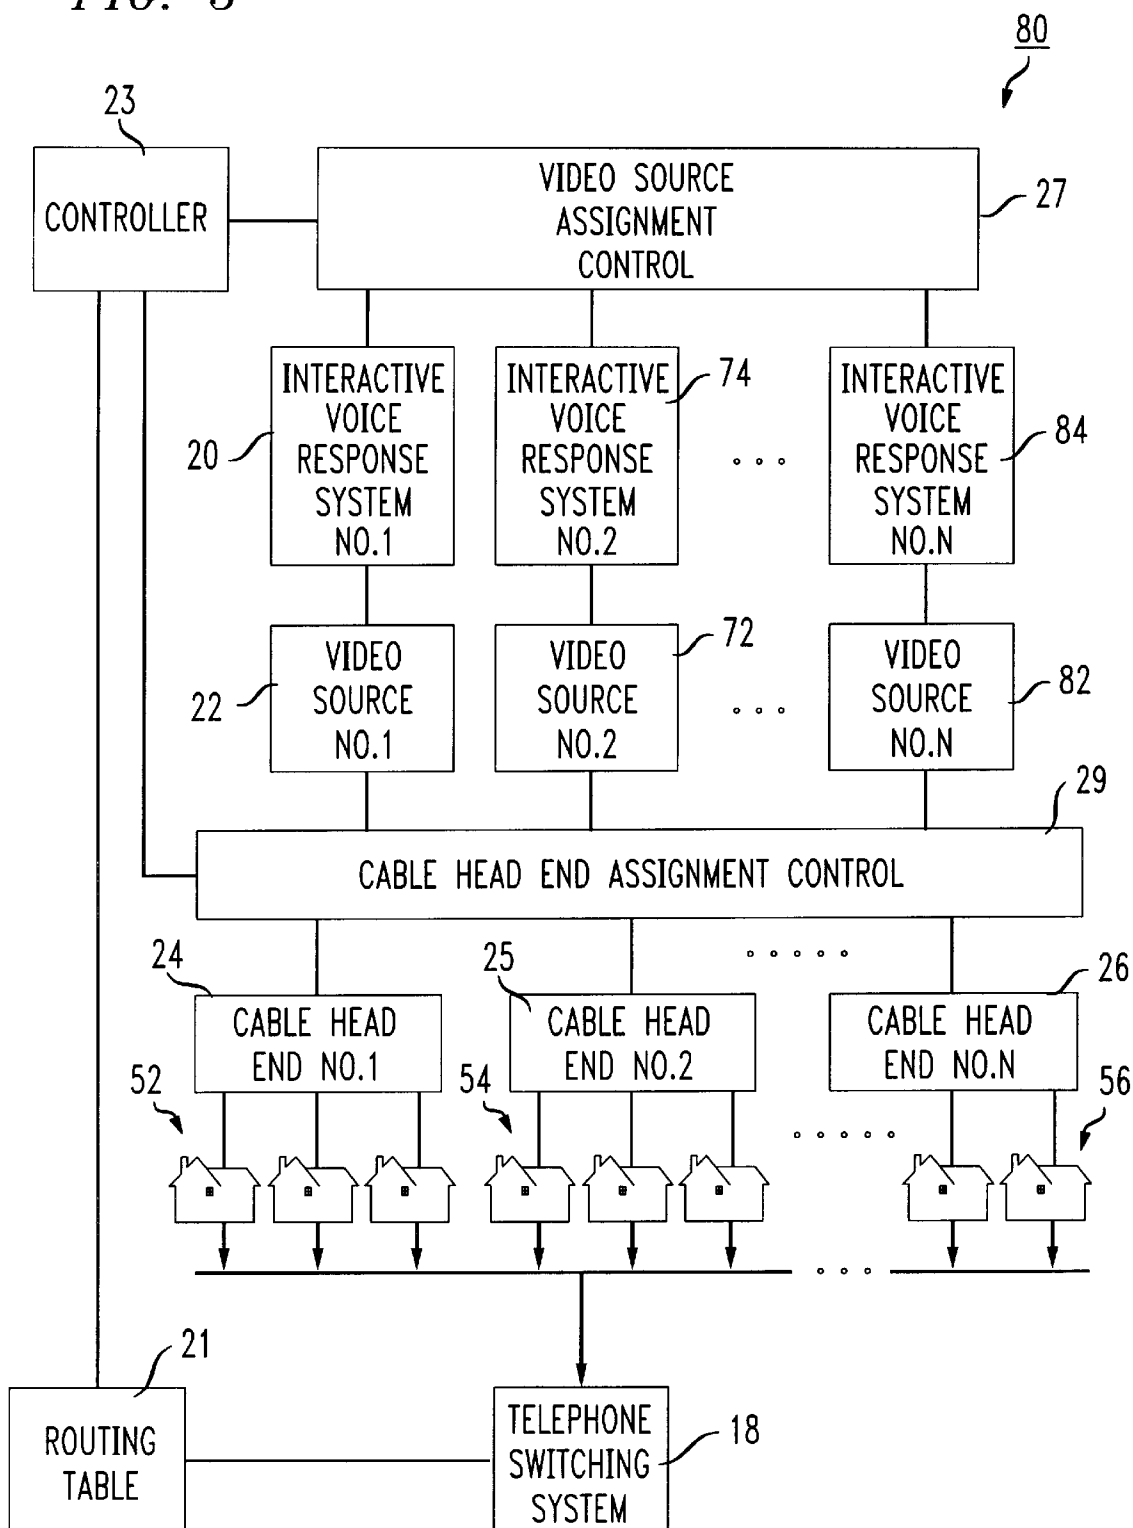 80
23
CONTROLLER
VIDEO SOURCE
ASSIGNMENT
CONTROL
27
INTERACTIVE
VOICE
RESPONSE
SYSTEM
NO.1
20
INTERACTIVE
VOICE
RESPONSE
SYSTEM
NO.2
74
INTERACTIVE
VOICE
RESPONSE
SYSTEM
NO.N
84
VIDEO
SOURCE
NO.1
22
VIDEO
SOURCE
NO.2
72
VIDEO
SOURCE
NO.N
82
29
CABLE HEAD END ASSIGNMENT CONTROL
24
CABLE HEAD
END NO.1
25
CABLE HEAD
END NO.2
26
CABLE HEAD
END NO.N
52
54
56
21
ROUTING
TABLE
TELEPHONE
SWITCHING
SYSTEM
18